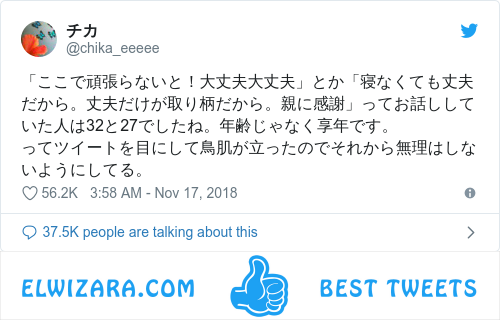 チカ
@chika_eeeee
「ここで頑張らないと！大丈夫大丈夫」とか「寝なくても丈夫
だから。丈夫だけが取り柄だから。親に感謝」ってお話しして
いた人は32と27でしたね。年齢じゃなく享年です。
ってツイートを目にして鳥肌が立ったのでそれから無理はしな
いようにしてる。
56.2K 3:58 AM - Nov 17, 2018
37.5K people are talking about this
ELWIZARA.COM BEST TWEETS